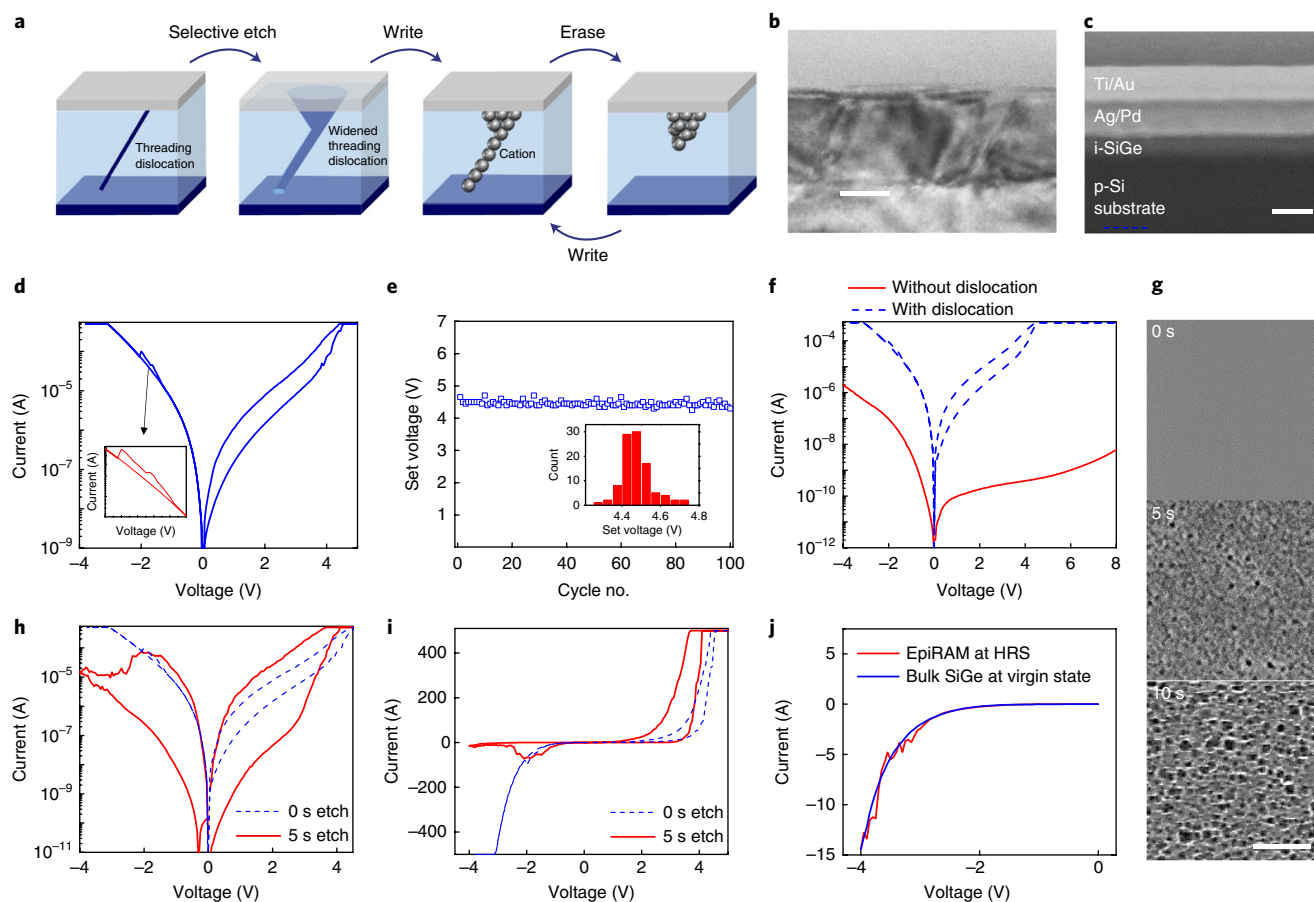 a
Selective etch
Write
Erase
Threading
dislocation
Widened
threading
dislocation
Cation
Write
b
c
Ti/Au
Ag/Pd
i-SiGe
p-Si
substrate
d
Current (A)
10⁻⁵
10⁻⁷
10⁻⁹
−4 −2 0 2 4
Voltage (V)
Current (A)
Voltage (V)
e
Set voltage (V)
7
6
5
4
3
2
1
0 20 40 60 80 100
Cycle no.
Count
30
20
10
0
4.4 4.6 4.8
Set voltage (V)
f
Without dislocation
With dislocation
Current (A)
10⁻⁴
10⁻⁶
10⁻⁸
10⁻¹⁰
10⁻¹²
−4 −2 0 2 4 6 8
Voltage (V)
g
0 s
5 s
10 s
h
Current (A)
10⁻⁵
10⁻⁷
10⁻⁹
10⁻¹¹
−4 −2 0 2 4
Voltage (V)
0 s etch
5 s etch
i
Current (A)
400
200
0
−200
−400
−4 −2 0 2 4
Voltage (V)
0 s etch
5 s etch
j
EpiRAM at HRS
Bulk SiGe at virgin state
Current (A)
5
0
−5
−10
−15
−4 −2 0
Voltage (V)